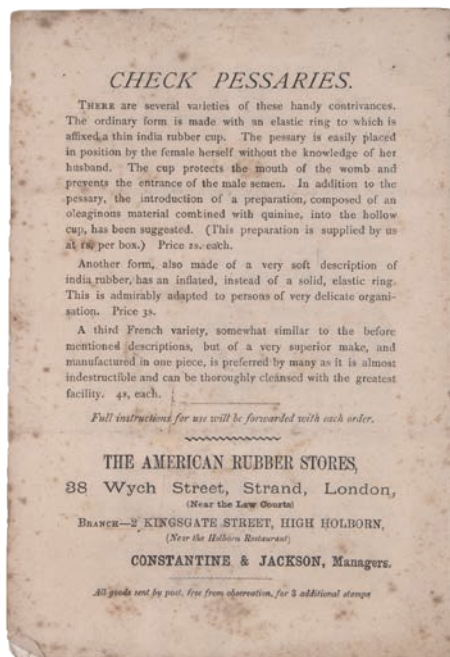 CHECK PESSARIES.
THERE are several varieties of these handy contrivances.
The ordinary form is made with an elastic ring to which is
affixed a thin india rubber cup. The pessary is easily placed
in position by the female herself without the knowledge of her
husband. The cup protects the mouth of the womb and
prevents the entrance of the male semen. In addition to the
pessary, the introduction of a preparation, composed of an
oleaginous material combined with quinine, into the hollow
cup, has been suggested. (This preparation is supplied by us
at 1s. per box.) Price 2s. each.
Another form, also made of a very soft description of
india rubber, has an inflated, instead of a solid, elastic ring.
This is admirably adapted to persons of very delicate organi-
sation. Price 3s.
A third French variety, somewhat similar to the before
mentioned descriptions, but of a very superior make, and
manufactured in one piece, is preferred by many as it is almost
indestructible and can be thoroughly cleansed with the greatest
facility. 4s, each.
Full instructions for use will be forwarded with each order.
THE AMERICAN RUBBER STORES,
38 Wych Street, Strand, London,
(Near the Law Courts)
BRANCH—2 KINGSGATE STREET, HIGH HOLBORN,
(Near the Holborn Restaurant)
CONSTANTINE & JACKSON, Managers.
All goods sent by post, free from observation, for 3 additional stamps